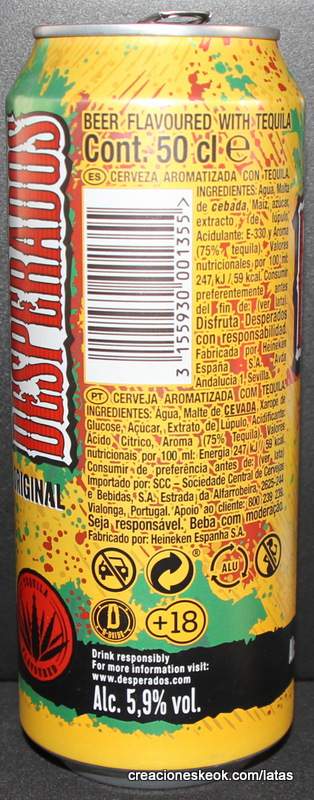 BEER FLAVOURED WITH TEQUILA
Cont. 50 cl e
ES CERVEZA AROMATIZADA CON TEQUILA.
INGREDIENTES: Agua, Malta
de cebada, Maíz, azúcar,
extracto de lúpulo,
Acidulante: E-330 y Aroma
(75% tequila). Valores
nutricionales por 100 ml:
247 kJ / 59 kcal. Consumir
preferentemente antes
del fin de: (ver lata).
Disfruta Desperados
con responsabilidad.
Fabricada por Heineken
España S.A. Avda.
Andalucía 1, Sevilla.
3 155930 001355
PT CERVEJA AROMATIZADA COM TEQUILA
INGREDIENTES: Água, Malte de CEVADA, Xarope de
Glucose, Açúcar, Extrato de Lúpulo, Acidificante:
Ácido Cítrico, Aroma (75% Tequila). Valores
nutricionais por 100 ml: Energia 247 kJ / 59 kcal.
Consumir de preferência antes de: (ver lata)
Importado por: SCC – Sociedade Central de Cervejas
e Bebidas, S.A. Estrada da Alfarrobeira, 2625-244
Vialonga, Portugal. Apoio ao cliente: 800 239 239.
Seja responsável. Beba com moderação.
Fabricado por: Heineken Espanha S.A.
DESPERADOS
ORIGINAL
ALU
D
+18
TEQUILA
FLAVOURED
Drink responsibly
For more information visit:
www.desperados.com
Alc. 5,9% vol.
creacioneskeok.com/latas